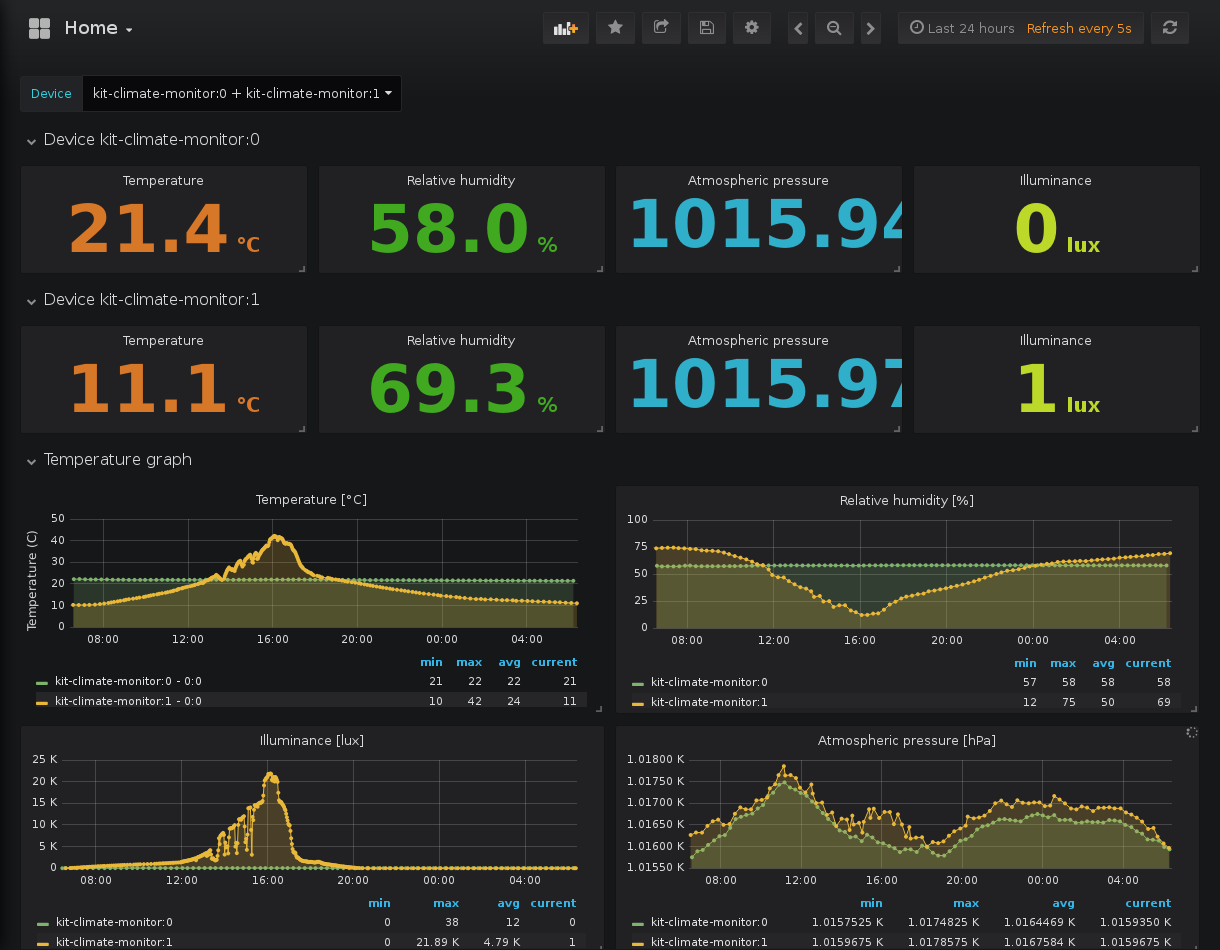 Home
Last 24 hours Refresh every 5s
Device kit-climate-monitor:0 + kit-climate-monitor:1
Device kit-climate-monitor:0
Temperature Relative humidity Atmospheric pressure Illuminance
21.4 °C 58.0 % 1015.94 0 lux
Device kit-climate-monitor:1
Temperature Relative humidity Atmospheric pressure Illuminance
11.1 °C 69.3 % 1015.97 1 lux
Temperature graph
Temperature [°C]
Temperature (C)
50
40
30
20
10
0
08:00 12:00 16:00 20:00 00:00 04:00
min max avg current
kit-climate-monitor:0 - 0:0 21 22 22 21
kit-climate-monitor:1 - 0:0 10 42 24 11
Relative humidity [%]
100
75
50
25
0
08:00 12:00 16:00 20:00 00:00 04:00
min max avg current
kit-climate-monitor:0 57 58 58 58
kit-climate-monitor:1 12 75 50 69
Illuminance [lux]
25 K
20 K
15 K
10 K
5 K
0
08:00 12:00 16:00 20:00 00:00 04:00
min max avg current
kit-climate-monitor:0 0 38 12 0
kit-climate-monitor:1 0 21.89 K 4.79 K 1
Atmospheric pressure [hPa]
1.01800 K
1.01750 K
1.01700 K
1.01650 K
1.01600 K
1.01550 K
08:00 12:00 16:00 20:00 00:00 04:00
min max avg current
kit-climate-monitor:0 1.0157525 K 1.0174825 K 1.0164469 K 1.0159350 K
kit-climate-monitor:1 1.0159675 K 1.0178575 K 1.0167584 K 1.0159675 K